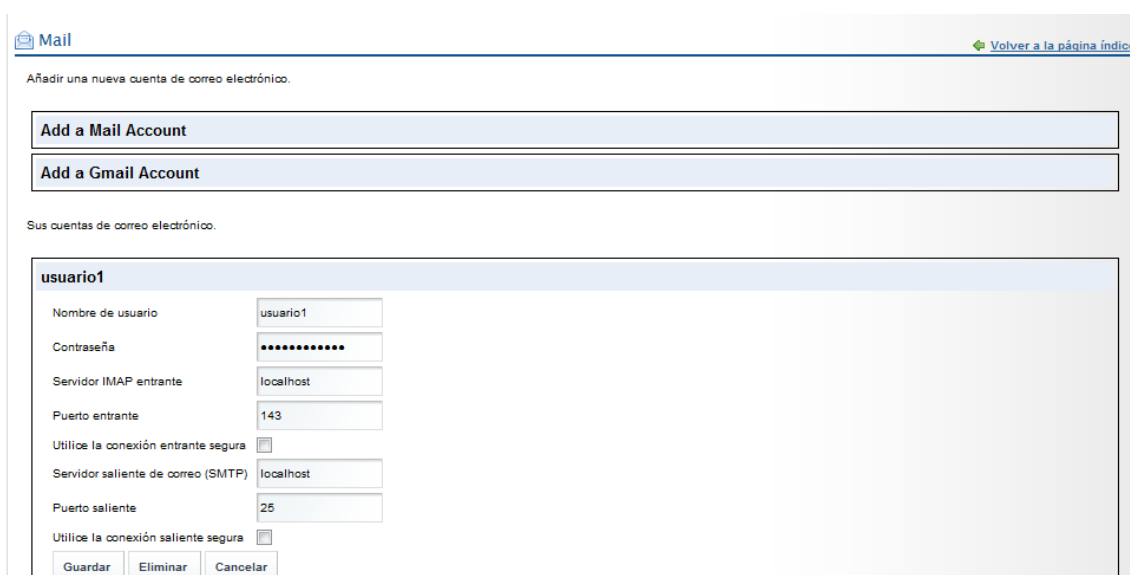 Mail
Volver a la página índic
Añadir una nueva cuenta de correo electrónico.
Add a Mail Account
Add a Gmail Account
Sus cuentas de correo electrónico.
usuario1
Nombre de usuario usuario1
Contraseña ••••••••••••
Servidor IMAP entrante localhost
Puerto entrante 143
Utilice la conexión entrante segura
Servidor saliente de correo (SMTP) localhost
Puerto saliente 25
Utilice la conexión saliente segura
Guardar Eliminar Cancelar